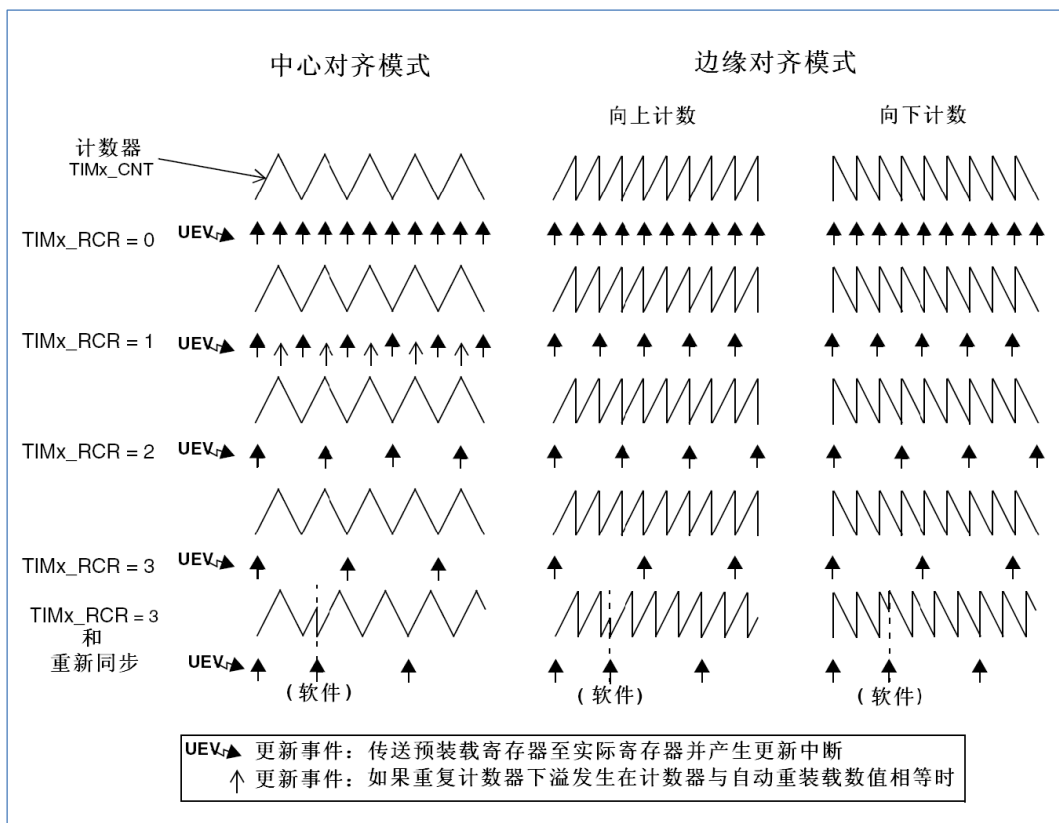 中心对齐模式
边缘对齐模式
向上计数
向下计数
计数器
TIMx_CNT
TIMx_RCR = 0
UEV
TIMx_RCR = 1
UEV
TIMx_RCR = 2
UEV
TIMx_RCR = 3
UEV
TIMx_RCR = 3
和
重新同步
UEV
(软件)
(软件)
(软件)
UEV 更新事件：传送预装载寄存器至实际寄存器并产生更新中断
更新事件：如果重复计数器下溢发生在计数器与自动重装载数值相等时